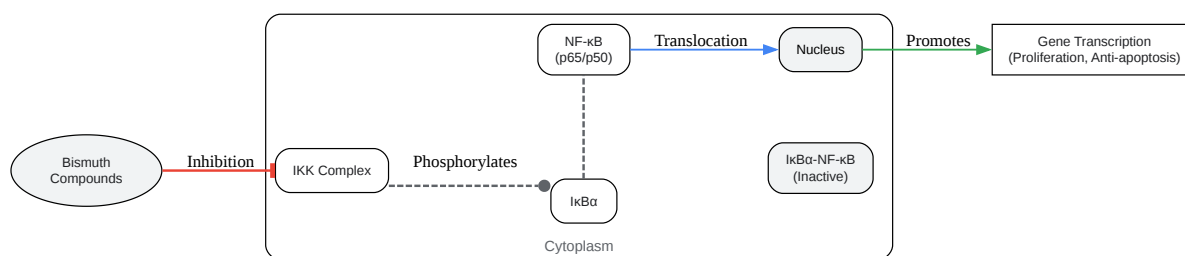 Bismuth
Compounds
Inhibition
IKK Complex
Phosphorylates
NF-κB
(p65/p50)
IκBα
Translocation
Nucleus
IκBα-NF-κB
(Inactive)
Cytoplasm
Promotes
Gene Transcription
(Proliferation, Anti-apoptosis)